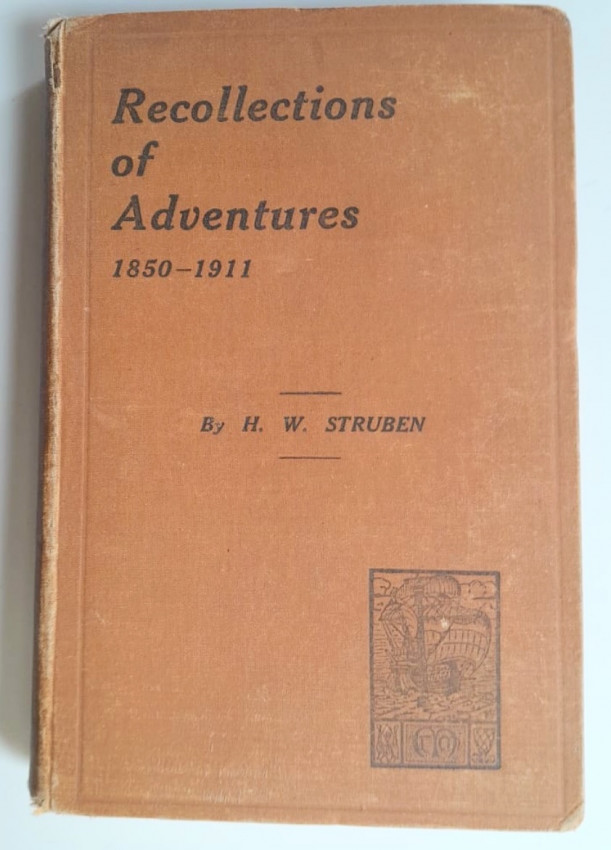 Recollections
of
Adventures
1850–1911
By H. W. STRUBEN